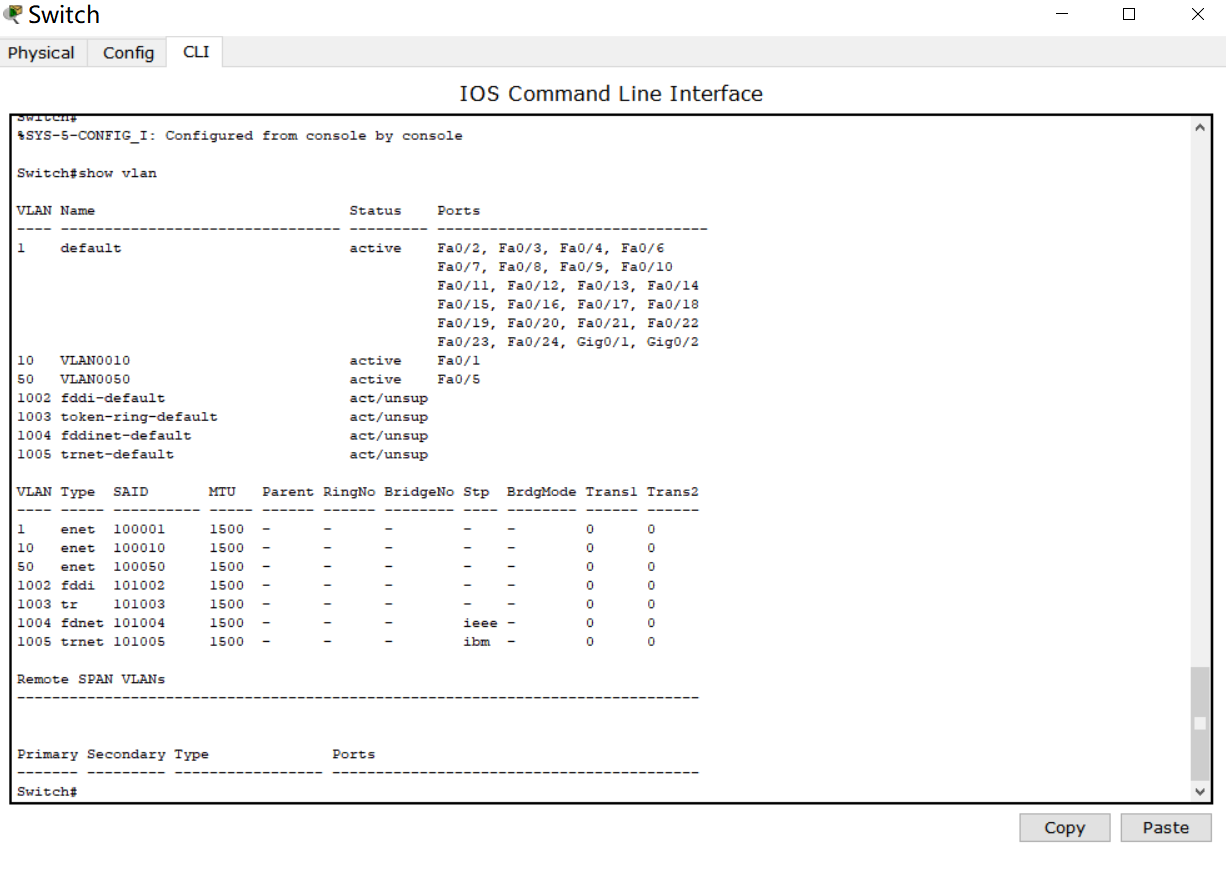 Switch
Physical Config CLI
IOS Command Line Interface
Switch#
%SYS-5-CONFIG_I: Configured from console by console
Switch#show vlan
VLAN Name                             Status    Ports
---- -------------------------------- --------- -------------------------------
1    default                          active    Fa0/2, Fa0/3, Fa0/4, Fa0/6
                                                Fa0/7, Fa0/8, Fa0/9, Fa0/10
                                                Fa0/11, Fa0/12, Fa0/13, Fa0/14
                                                Fa0/15, Fa0/16, Fa0/17, Fa0/18
                                                Fa0/19, Fa0/20, Fa0/21, Fa0/22
                                                Fa0/23, Fa0/24, Gig0/1, Gig0/2
10   VLAN0010                         active    Fa0/1
50   VLAN0050                         active    Fa0/5
1002 fddi-default                     act/unsup
1003 token-ring-default               act/unsup
1004 fddinet-default                  act/unsup
1005 trnet-default                    act/unsup
VLAN Type  SAID       MTU   Parent RingNo BridgeNo Stp  BrdgMode Trans1 Trans2
---- ----- ---------- ----- ------ ------ -------- ---- -------- ------ ------
1    enet  100001     1500  -      -      -        -    -        0      0
10   enet  100010     1500  -      -      -        -    -        0      0
50   enet  100050     1500  -      -      -        -    -        0      0
1002 fddi  101002     1500  -      -      -        -    -        0      0
1003 tr    101003     1500  -      -      -        -    -        0      0
1004 fdnet 101004     1500  -      -      -        ieee -        0      0
1005 trnet 101005     1500  -      -      -        ibm  -        0      0
Remote SPAN VLANs
------------------------------------------------------------------------------
Primary Secondary Type              Ports
------- --------- ----------------- ------------------------------------------
Switch#
Copy Paste